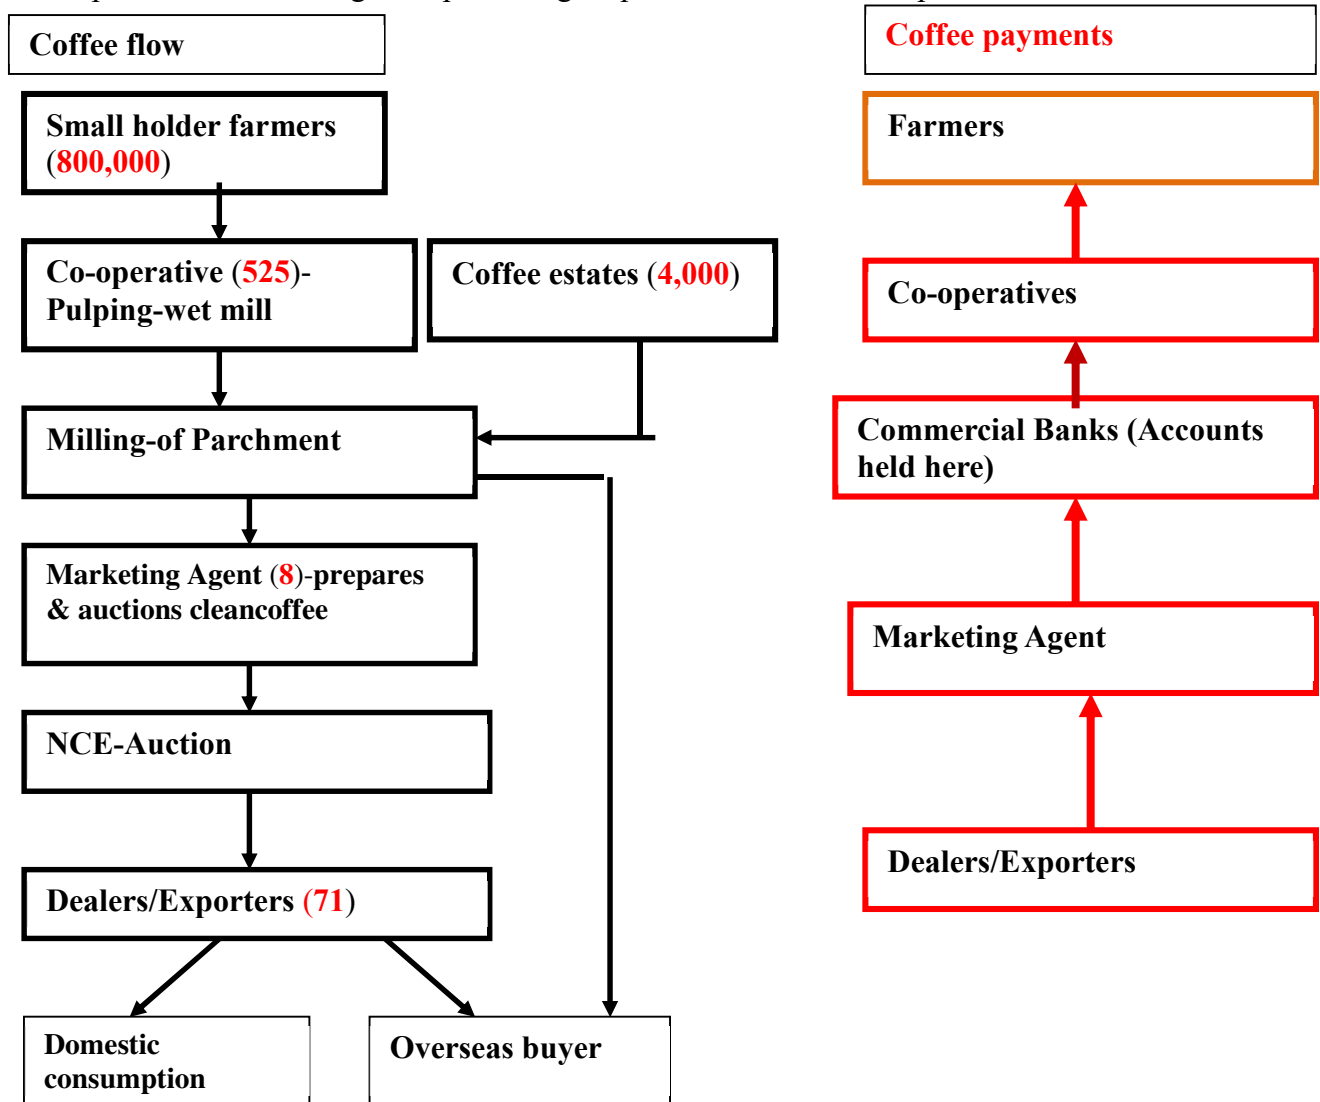 Coffee flow
Small holder farmers
(800,000)
Co-operative (525)-
Pulping-wet mill
Coffee estates (4,000)
Milling-of Parchment
Marketing Agent (8)-prepares
& auctions cleancoffee
NCE-Auction
Dealers/Exporters (71)
Domestic
consumption
Overseas buyer
Coffee payments
Farmers
Co-operatives
Commercial Banks (Accounts
held here)
Marketing Agent
Dealers/Exporters